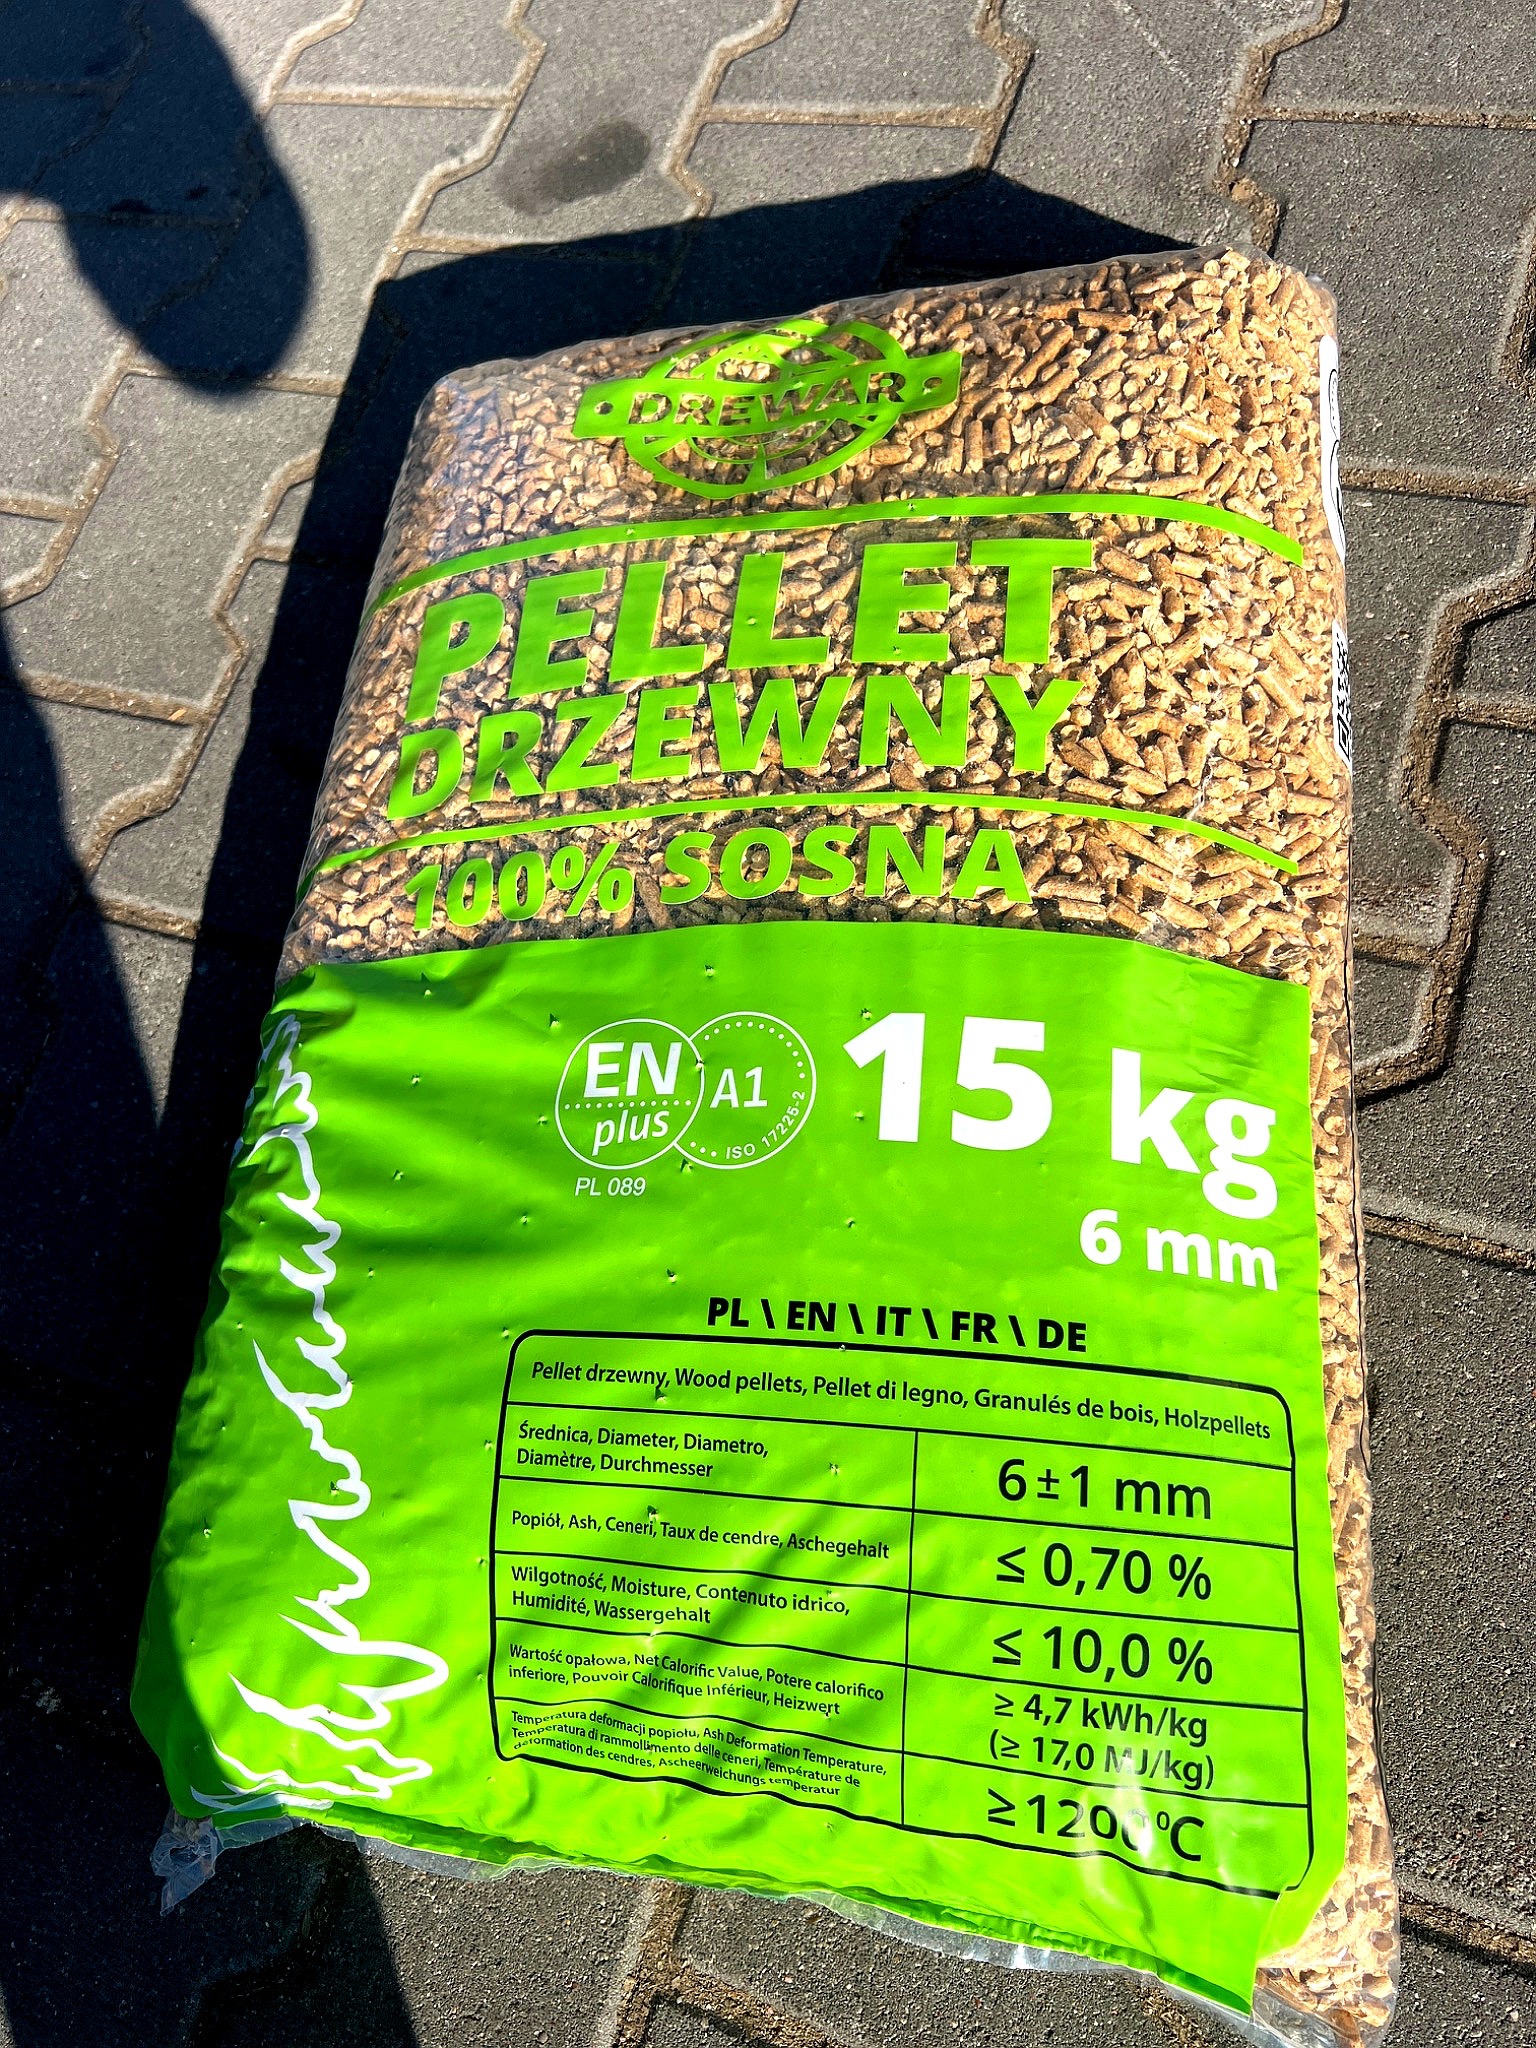 DREWAR
PELLET
DRZEWNY
100% SOSNA
EN
plus
A1
ISO 17225-2
PL 089
15 kg
6 mm
PL \ EN \ IT \ FR \ DE
Pellet drzewny, Wood pellets, Pellet di legno, Granulés de bois, Holzpellets
Średnica, Diameter, Diametro,
Diamètre, Durchmesser
6 ± 1 mm
Popiół, Ash, Ceneri, Taux de cendre, Aschegehalt
≤ 0,70 %
Wilgotność, Moisture, Contenuto idrico,
Humidité, Wassergehalt
≤ 10,0 %
Wartość opałowa, Net Calorific Value, Potere calorifico
inferiore, Pouvoir Calorifique Inférieur, Heizwert
≥ 4,7 kWh/kg
(≥ 17,0 MJ/kg)
Temperatura deformacji popiołu, Ash Deformation Temperature,
Temperatura di rammollimento delle ceneri, Température de
déformation des cendres, Ascheerweichungs temperatur
≥ 1200 ºC